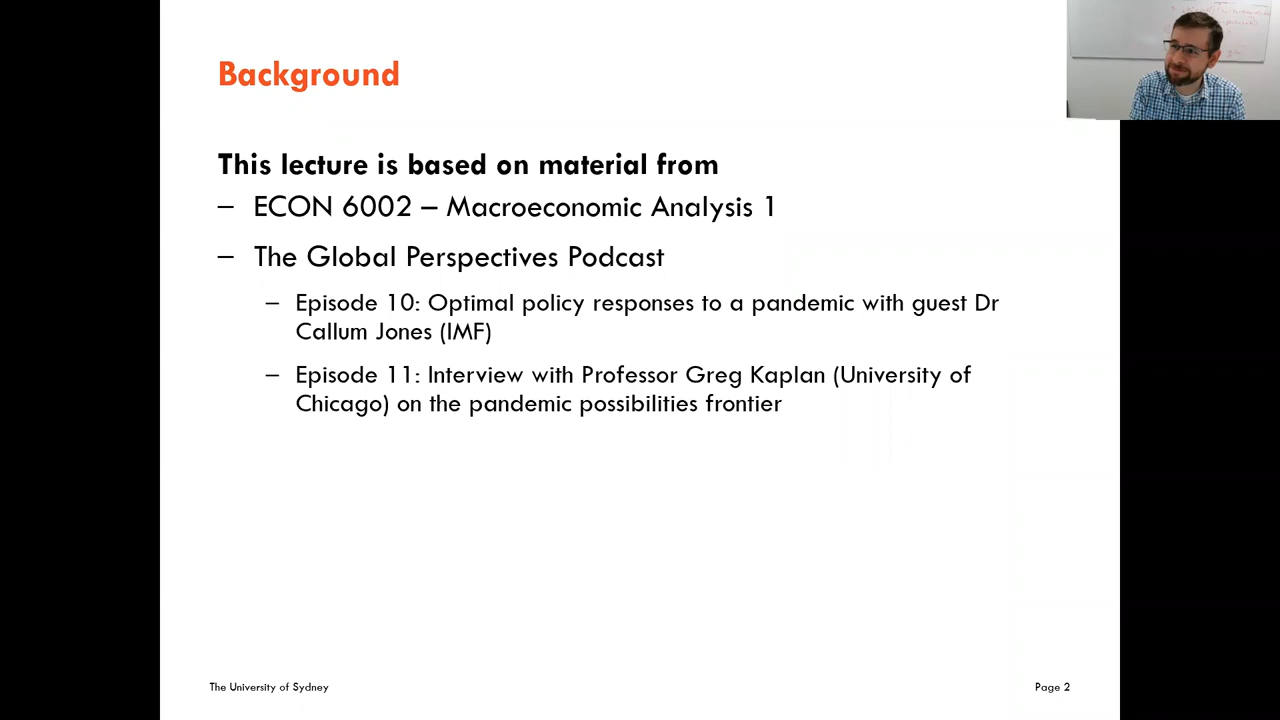 Background
This lecture is based on material from
– ECON 6002 – Macroeconomic Analysis 1
– The Global Perspectives Podcast
– Episode 10: Optimal policy responses to a pandemic with guest Dr
Callum Jones (IMF)
– Episode 11: Interview with Professor Greg Kaplan (University of
Chicago) on the pandemic possibilities frontier
The University of Sydney
Page 2